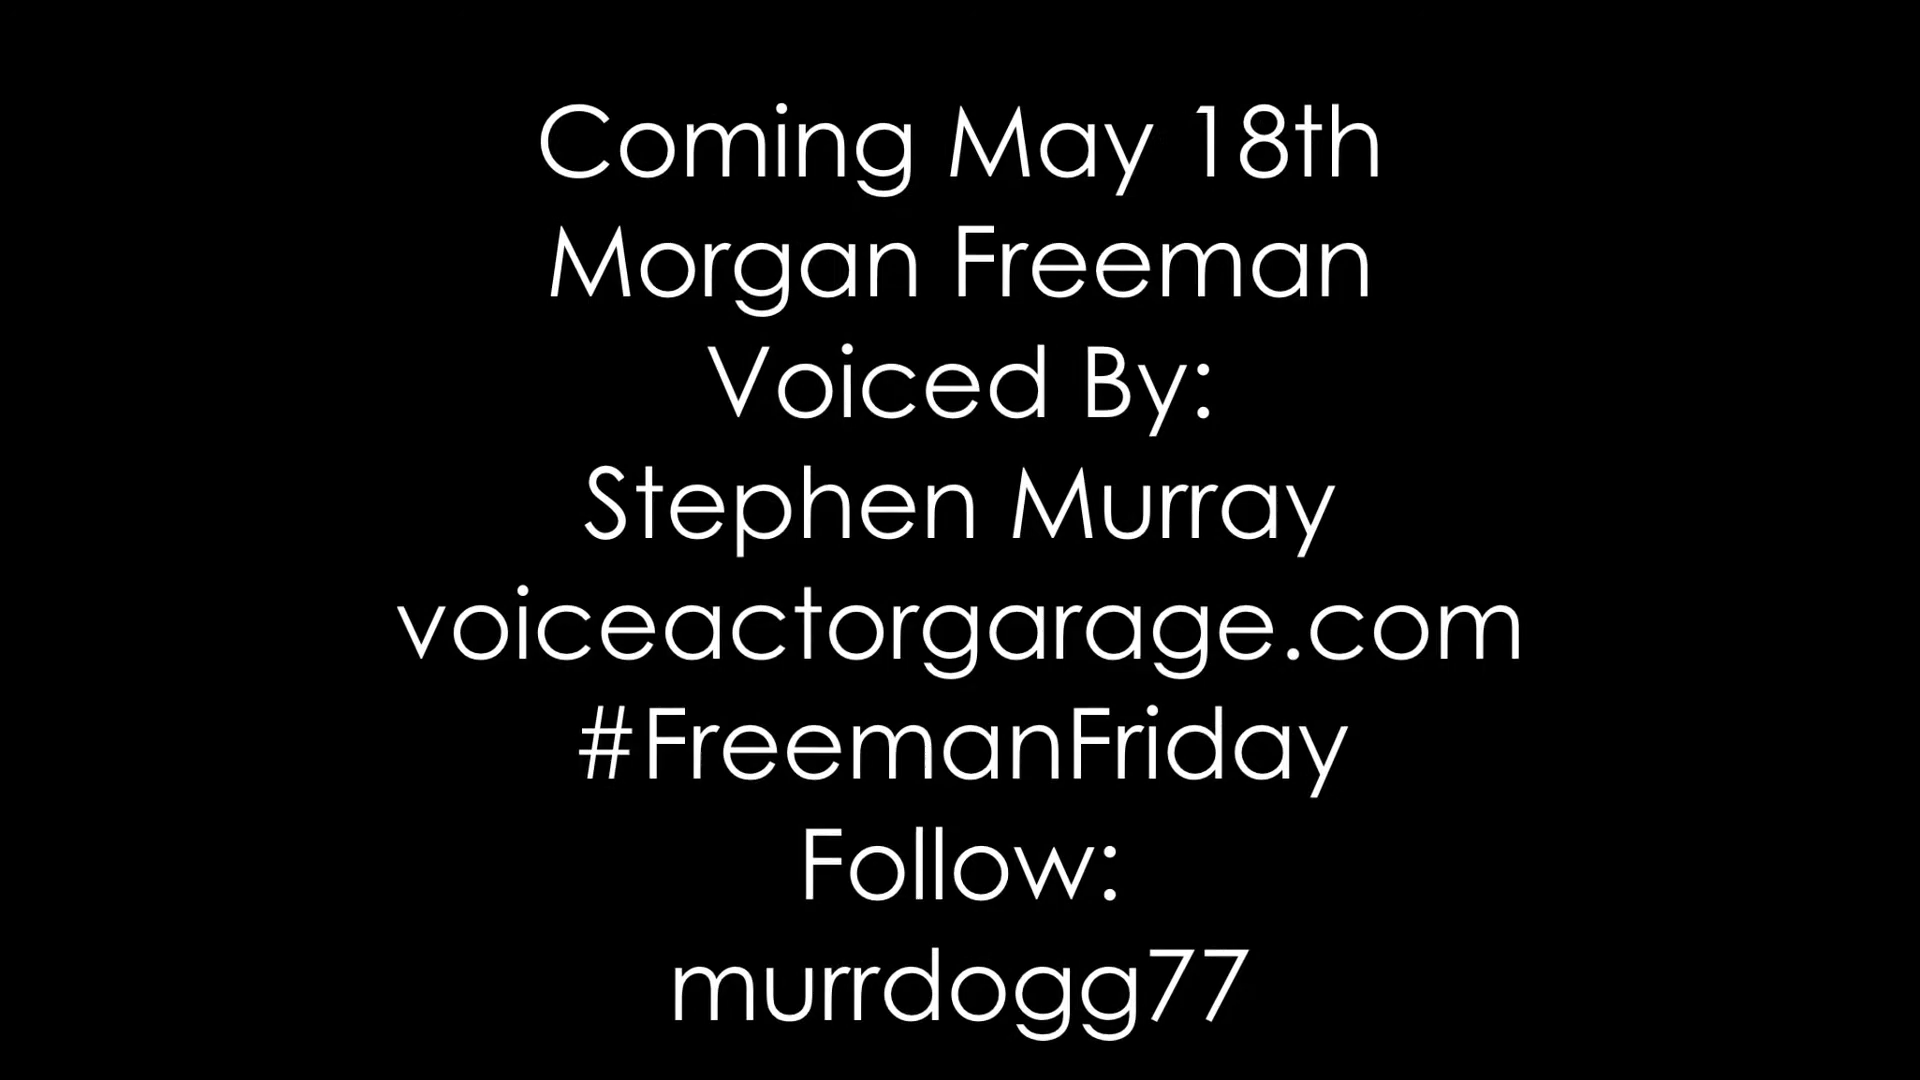 Coming May 18th
Morgan Freeman
Voiced By:
Stephen Murray
voiceactorgarage.com
#FreemanFriday
Follow:
murrdogg77